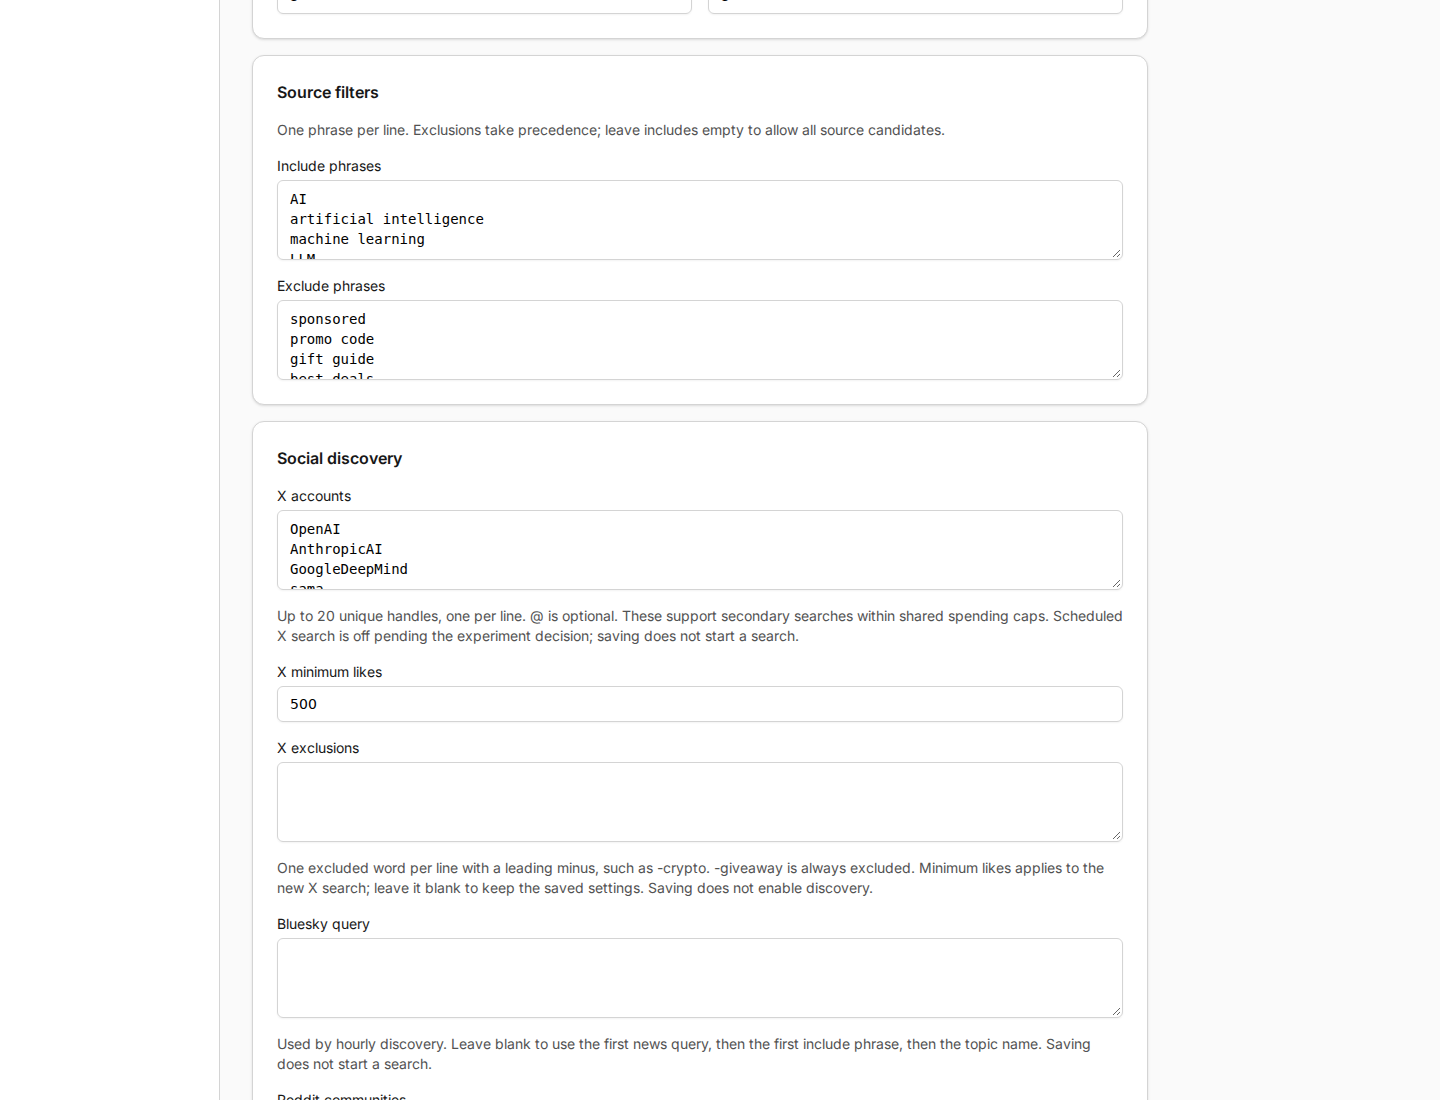 Source filters
One phrase per line. Exclusions take precedence; leave includes empty to allow all source candidates.
Include phrases
AI
artificial intelligence
machine learning
LLM
Exclude phrases
sponsored
promo code
gift guide
best deals
Social discovery
X accounts
OpenAI
AnthropicAI
GoogleDeepMind
sama
Up to 20 unique handles, one per line. @ is optional. These support secondary searches within shared spending caps. Scheduled
X search is off pending the experiment decision; saving does not start a search.
X minimum likes
500
X exclusions
One excluded word per line with a leading minus, such as -crypto. -giveaway is always excluded. Minimum likes applies to the
new X search; leave it blank to keep the saved settings. Saving does not enable discovery.
Bluesky query
Used by hourly discovery. Leave blank to use the first news query, then the first include phrase, then the topic name. Saving
does not start a search.
Reddit communities